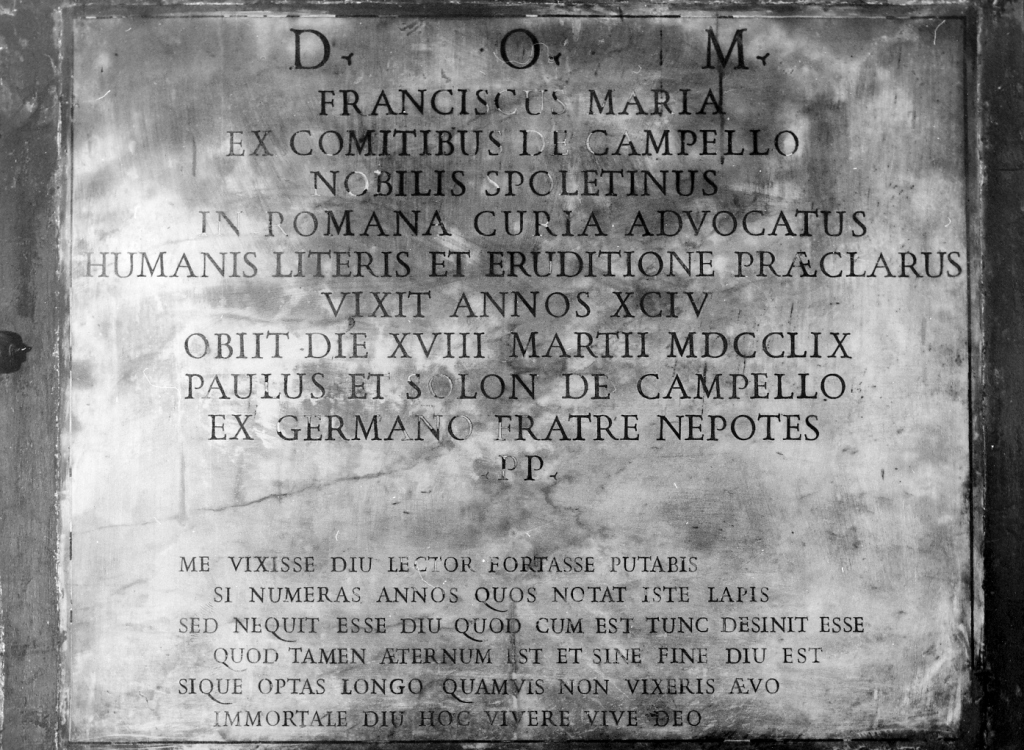 D. O. M.
FRANCISCUS MARIA
EX COMITIBUS DE CAMPELLO
NOBILIS SPOLETINUS
IN ROMANA CURIA ADVOCATUS
HUMANIS LITERIS ET ERUDITIONE PRÆCLARUS
VIXIT ANNOS XCIV
OBIIT DIE XVIII MARTII MDCCLIX
PAULUS ET SOLON DE CAMPELLO
EX GERMANO FRATRE NEPOTES
PP.
ME VIXISSE DIU LECTOR FORTASSE PUTABIS
SI NUMERAS ANNOS QUOS NOTAT ISTE LAPIS
SED NEQUIT ESSE DIU QUOD CUM EST TUNC DESINIT ESSE
QUOD TAMEN ÆTERNUM EST ET SINE FINE DIU EST
SIQUE OPTAS LONGO QUAMVIS NON VIXERIS ÆVO
IMMORTALE DIU HOC VIVERE VIVE DEO